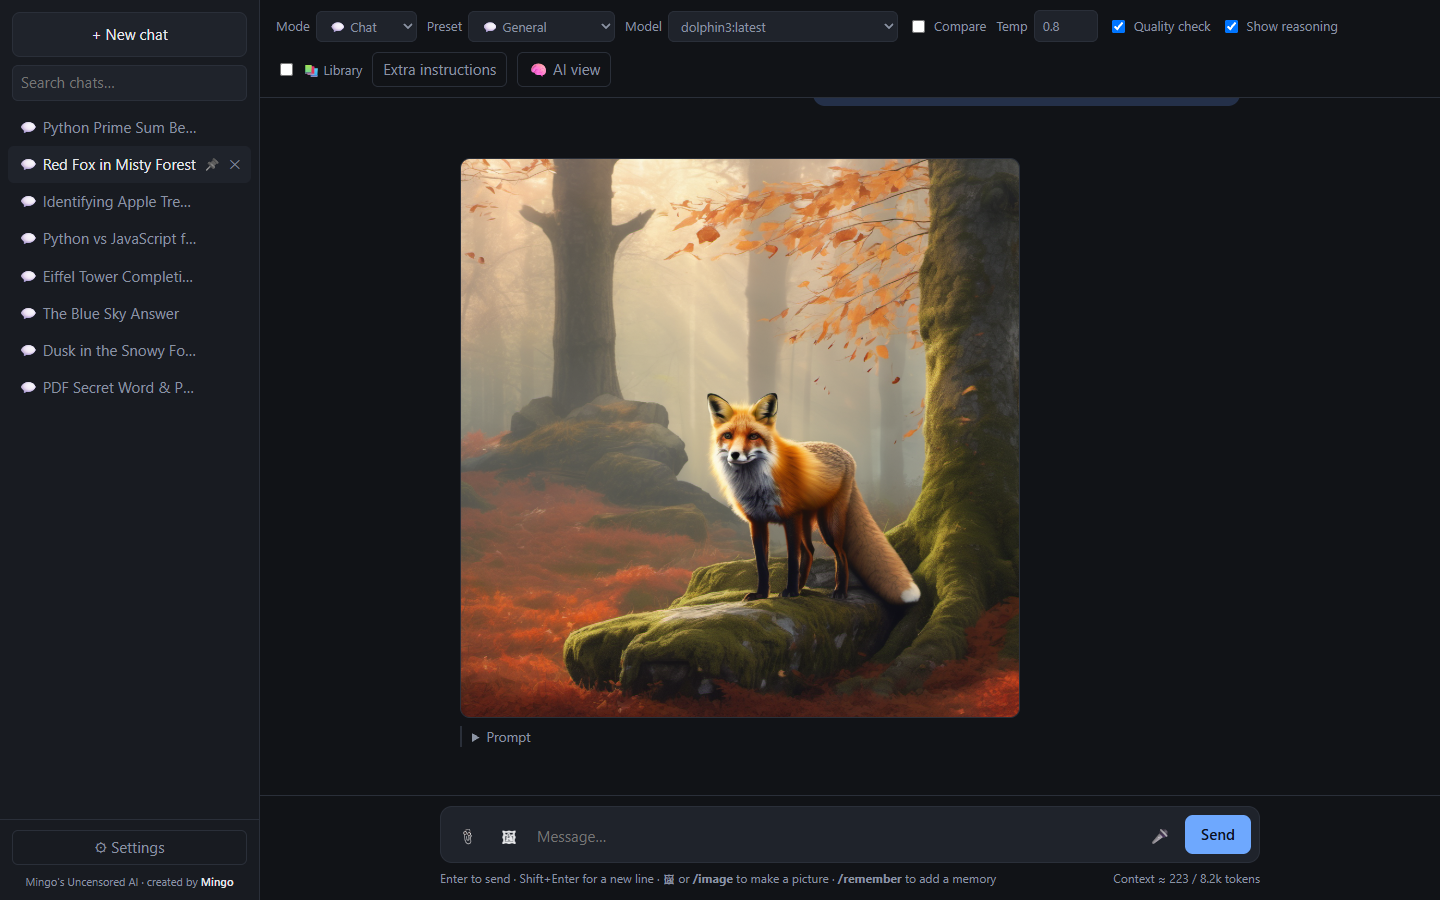 + New chat
Search chats...
Python Prime Sum Be...
Red Fox in Misty Forest
Identifying Apple Tre...
Python vs JavaScript f...
Eiffel Tower Completi...
The Blue Sky Answer
Dusk in the Snowy Fo...
PDF Secret Word & P...
Settings
Mingo's Uncensored AI · created by Mingo
Mode Chat Preset General Model dolphin3:latest Compare Temp 0.8 Quality check Show reasoning
Library Extra instructions AI view
Prompt
Message...
Send
Enter to send · Shift+Enter for a new line · or /image to make a picture · /remember to add a memory
Context ≈ 223 / 8.2k tokens